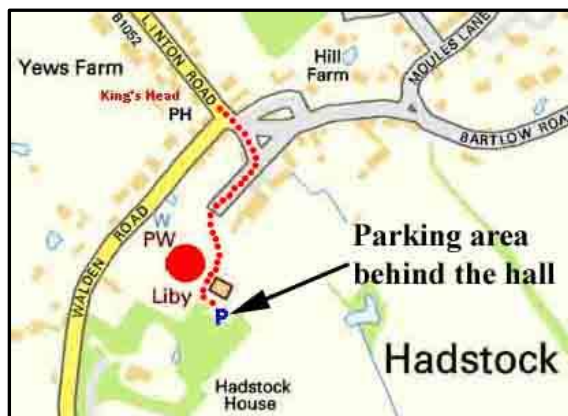 B1052
LINTON ROAD
Yews Farm
Hill
Farm
MOULES LANE
King's Head
PH
BARTLOW ROAD
WALDEN ROAD
W
PW
Parking area
behind the hall
Liby
P
Hadstock
Hadstock
House